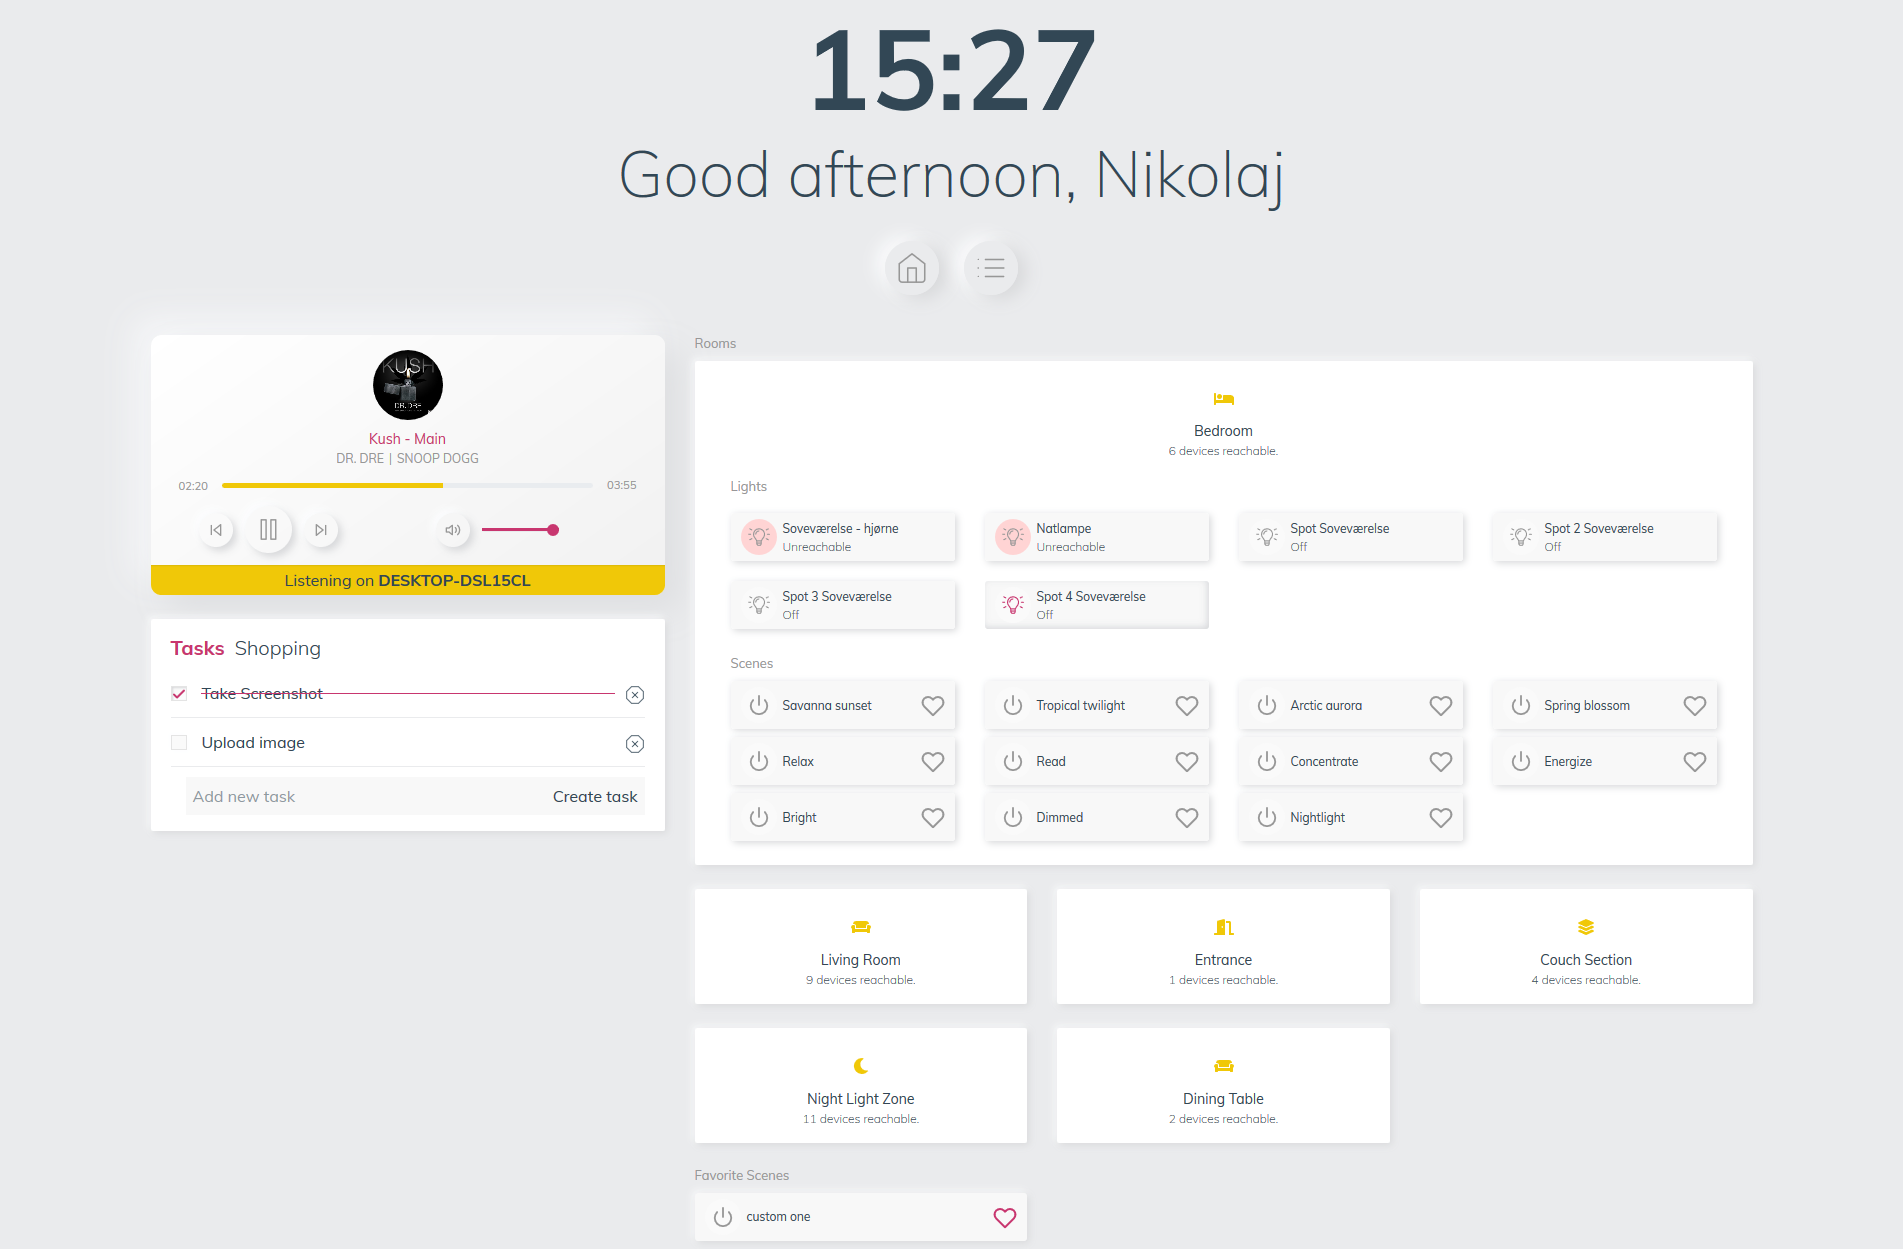 15:27
Good afternoon, Nikolaj
KUSH
DR. DRE
Kush - Main
DR. DRE | SNOOP DOGG
02:20
03:55
Listening on DESKTOP-DSL15CL
Tasks Shopping
Take Screenshot
Upload image
Add new task
Create task
Rooms
Bedroom
6 devices reachable.
Lights
Soveværelse - hjørne
Unreachable
Natlampe
Unreachable
Spot Soveværelse
Off
Spot 2 Soveværelse
Off
Spot 3 Soveværelse
Off
Spot 4 Soveværelse
Off
Scenes
Savanna sunset
Tropical twilight
Arctic aurora
Spring blossom
Relax
Read
Concentrate
Energize
Bright
Dimmed
Nightlight
Living Room
9 devices reachable.
Entrance
1 devices reachable.
Couch Section
4 devices reachable.
Night Light Zone
11 devices reachable.
Dining Table
2 devices reachable.
Favorite Scenes
custom one